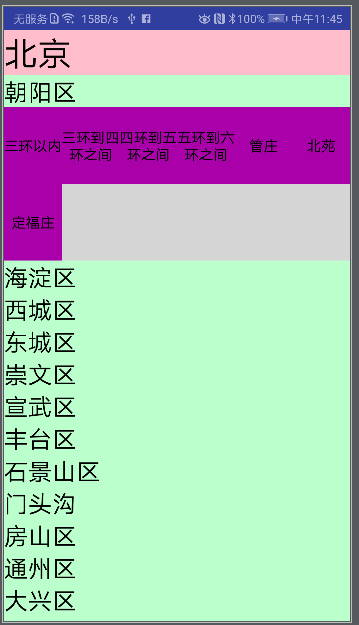 无服务 158B/s 100% 中午11:45
北京
朝阳区
三环以内 三环到四环之间 四环到五环之间 五环到六环之间 管庄 北苑
定福庄
海淀区
西城区
东城区
崇文区
宣武区
丰台区
石景山区
门头沟
房山区
通州区
大兴区